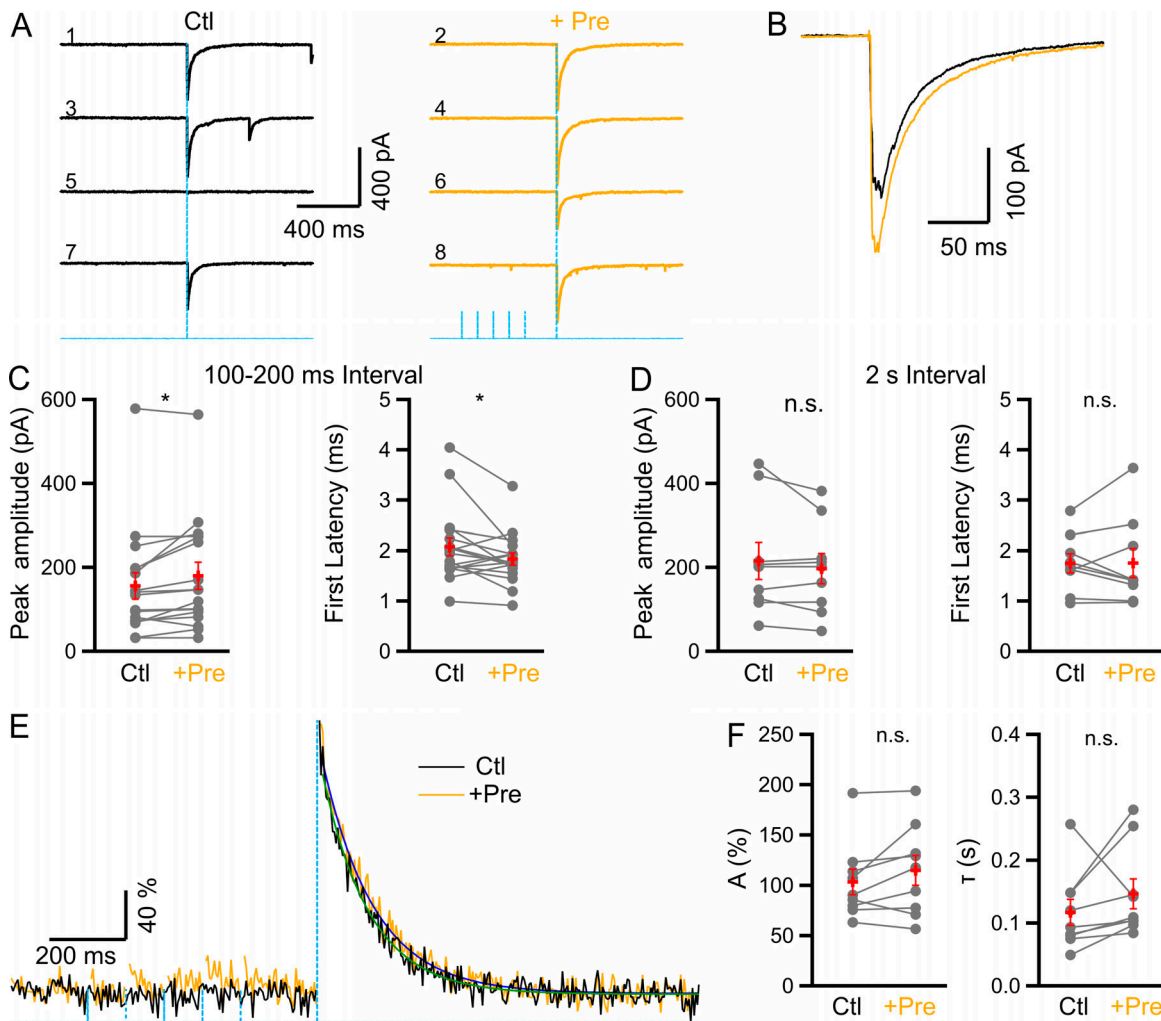 A
Ctl
+ Pre
B
1
2
3
4
5
6
7
8
400 pA
400 ms
100 pA
50 ms
C
100-200 ms Interval
D
2 s Interval
Peak amplitude (pA)
600
400
200
0
*
Ctl
+Pre
First Latency (ms)
5
4
3
2
1
0
*
Ctl
+Pre
Peak amplitude (pA)
600
400
200
0
n.s.
Ctl
+Pre
First Latency (ms)
5
4
3
2
1
0
n.s.
Ctl
+Pre
E
Ctl
+Pre
40 %
200 ms
F
A (%)
250
200
150
100
50
0
n.s.
Ctl
+Pre
τ (s)
0.4
0.3
0.2
0.1
0.0
n.s.
Ctl
+Pre